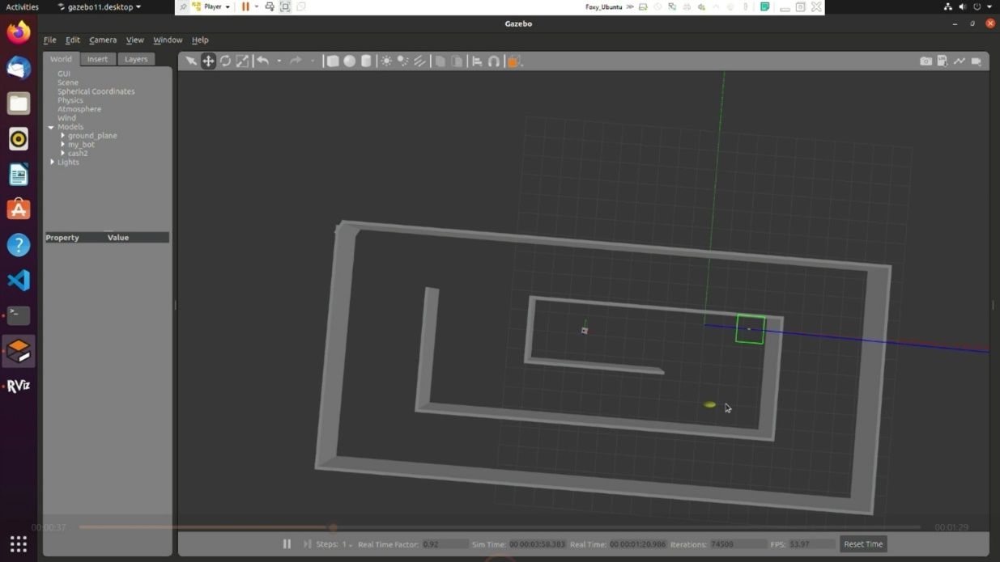 Activities
gazebo11.desktop
Player
Foxy_Ubuntu
Gazebo
File Edit Camera View Window Help
World Insert Layers
GUI
Scene
Spherical Coordinates
Physics
Atmosphere
Wind
Models
ground_plane
my_bot
cash2
Lights
Property Value
RViz
00:00:37
00:01:29
Steps: 1 Real Time Factor: 0.92 Sim Time: 00 00:03:58.383 Real Time: 00 00:01:20.986 Iterations: 74508 FPS: 53.97 Reset Time